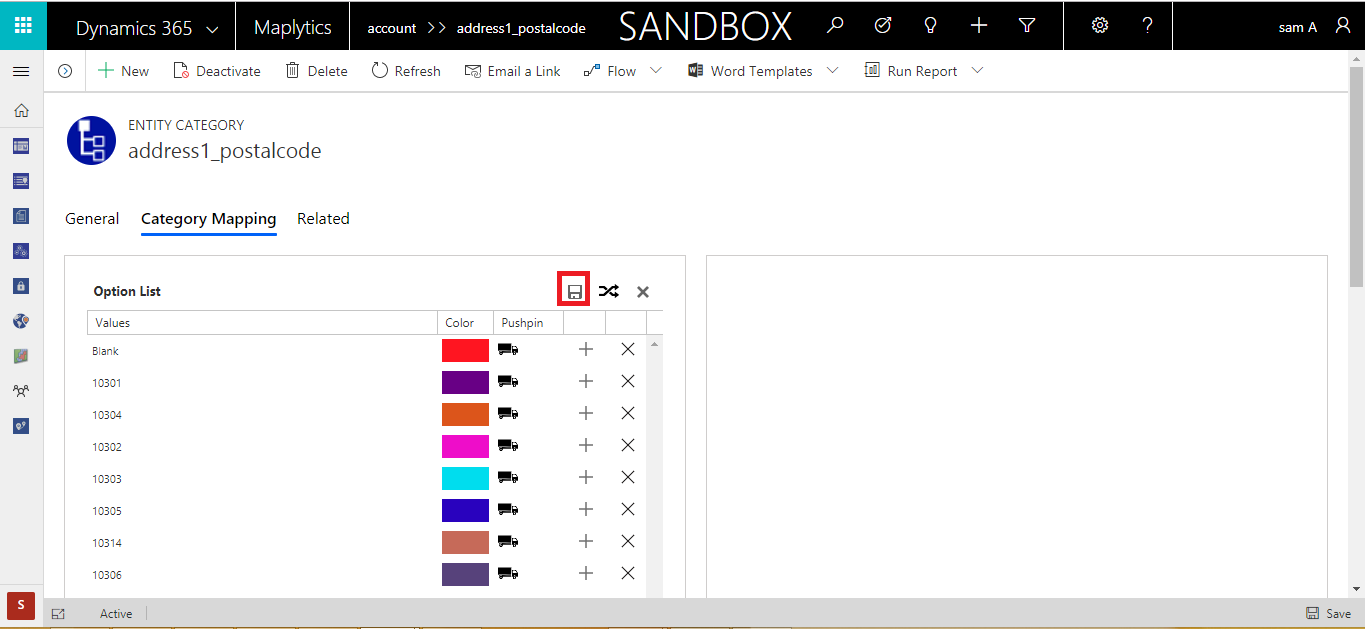 Dynamics 365 Maplytics account >> address1_postalcode SANDBOX sam A
New Deactivate Delete Refresh Email a Link Flow Word Templates Run Report
ENTITY CATEGORY
address1_postalcode
General Category Mapping Related
Option List
Values Color Pushpin
Blank
10301
10304
10302
10303
10305
10314
10306
S
Active Save